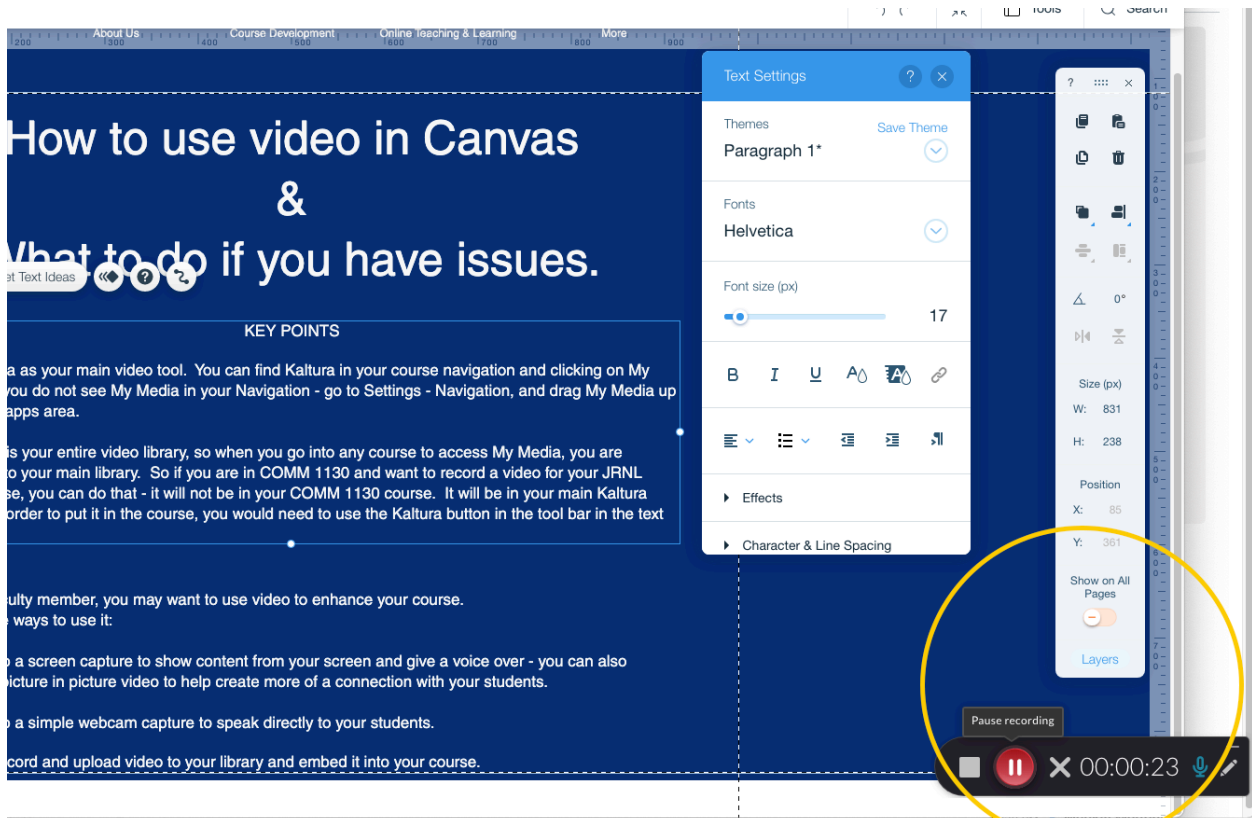 Tools
Search
About Us
Course Development
Online Teaching & Learning
More
200
300
400
500
600
700
800
900
How to use video in Canvas
&
What to do if you have issues.
Text Ideas
KEY POINTS
a as your main video tool. You can find Kaltura in your course navigation and clicking on My
you do not see My Media in your Navigation - go to Settings - Navigation, and drag My Media up
apps area.
is your entire video library, so when you go into any course to access My Media, you are
to your main library. So if you are in COMM 1130 and want to record a video for your JRNL
se, you can do that - it will not be in your COMM 1130 course. It will be in your main Kaltura
order to put it in the course, you would need to use the Kaltura button in the tool bar in the text
culty member, you may want to use video to enhance your course.
ways to use it:
a screen capture to show content from your screen and give a voice over - you can also
picture in picture video to help create more of a connection with your students.
a simple webcam capture to speak directly to your students.
cord and upload video to your library and embed it into your course.
Text Settings
?
Themes
Save Theme
Paragraph 1*
Fonts
Helvetica
Font size (px)
17
B I U A A
Effects
Character & Line Spacing
?
0°
Size (px)
W: 831
H: 238
Position
X: 85
Y: 361
Show on All
Pages
Layers
Pause recording
00:00:23